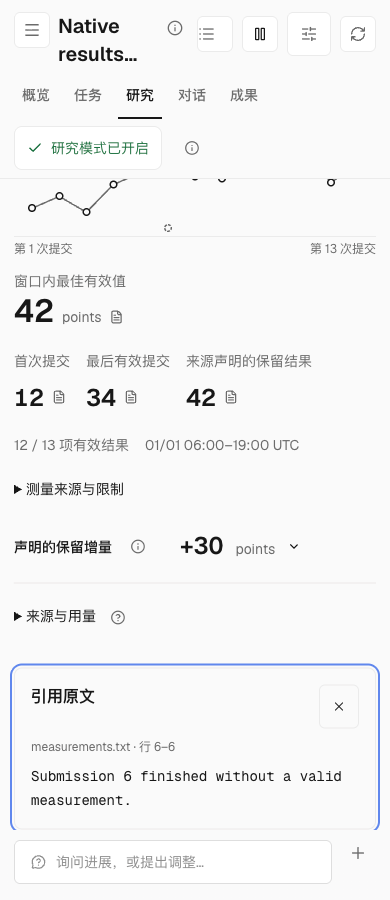 Native
results…
概览 任务 研究 对话 成果
研究模式已开启
第 1 次提交 第 13 次提交
窗口内最佳有效值
42 points
首次提交 最后有效提交 来源声明的保留结果
12 34 42
12 / 13 项有效结果 01/01 06:00–19:00 UTC
测量来源与限制
声明的保留增量 +30 points
来源与用量
引用原文
measurements.txt · 行 6–6
Submission 6 finished without a valid
measurement.
询问进展，或提出调整…